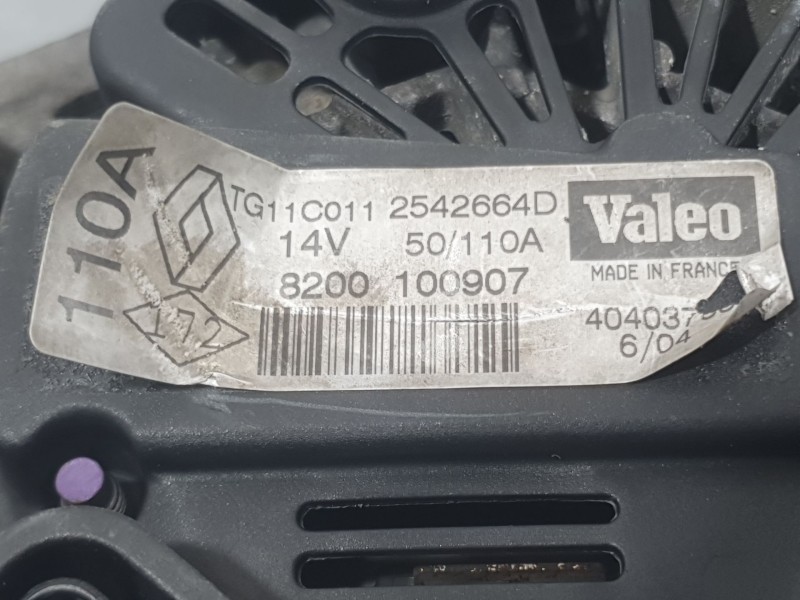 110A
TG11C011 2542664D
14V 50/110A
8200 100907
Valeo
MADE IN FRANCE
6/04